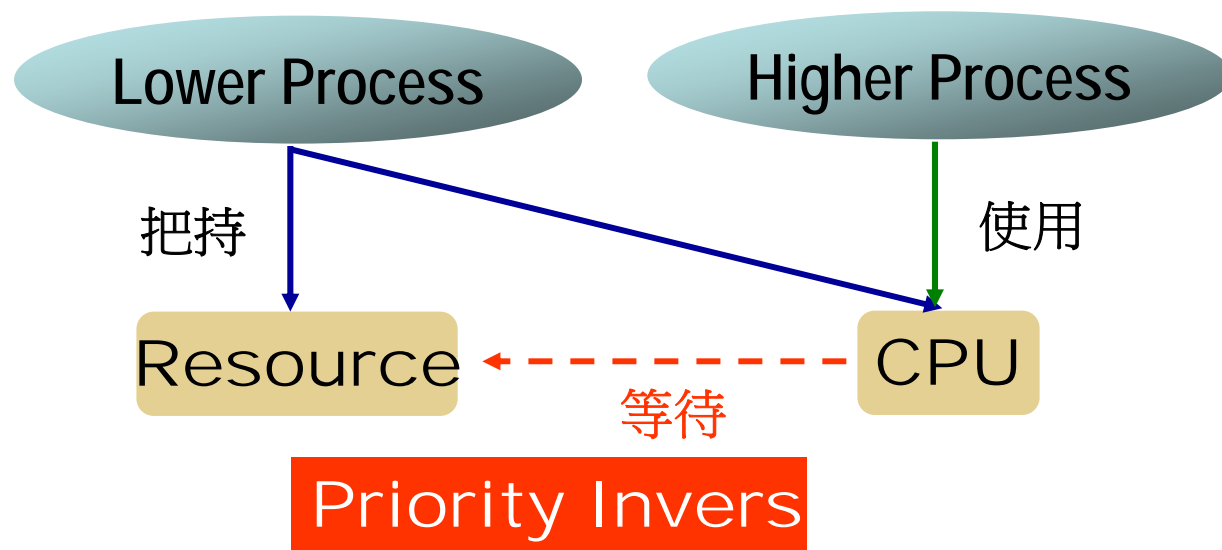 Lower Process
Higher Process
把持
使用
Resource
CPU
等待
Priority Invers